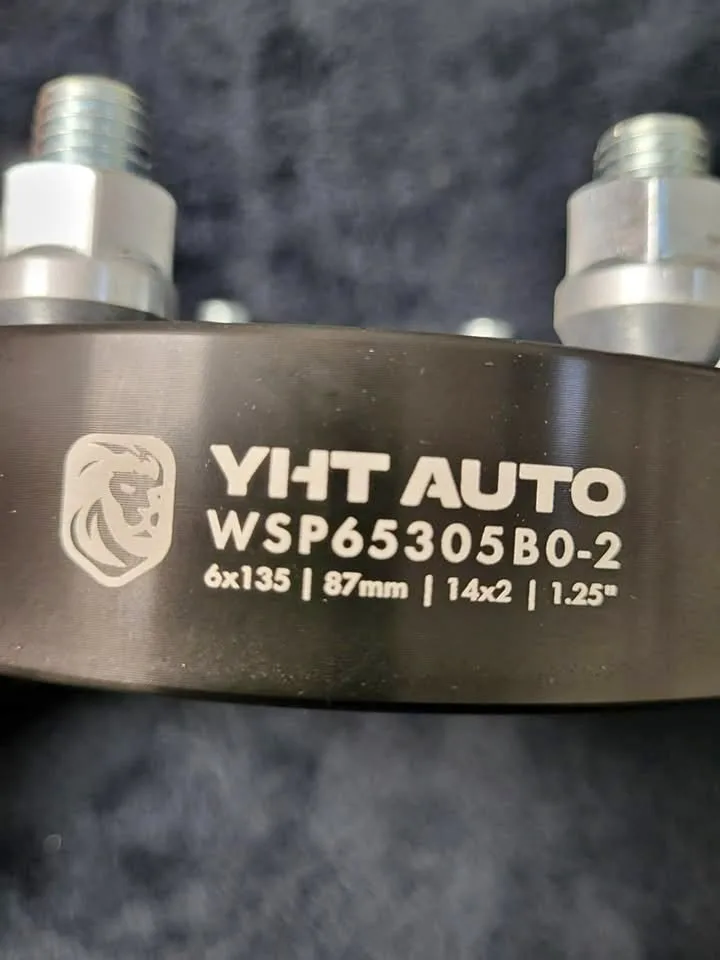 YHT AUTO
WSP65305B0-2
6x135 | 87mm | 14x2 | 1.25"